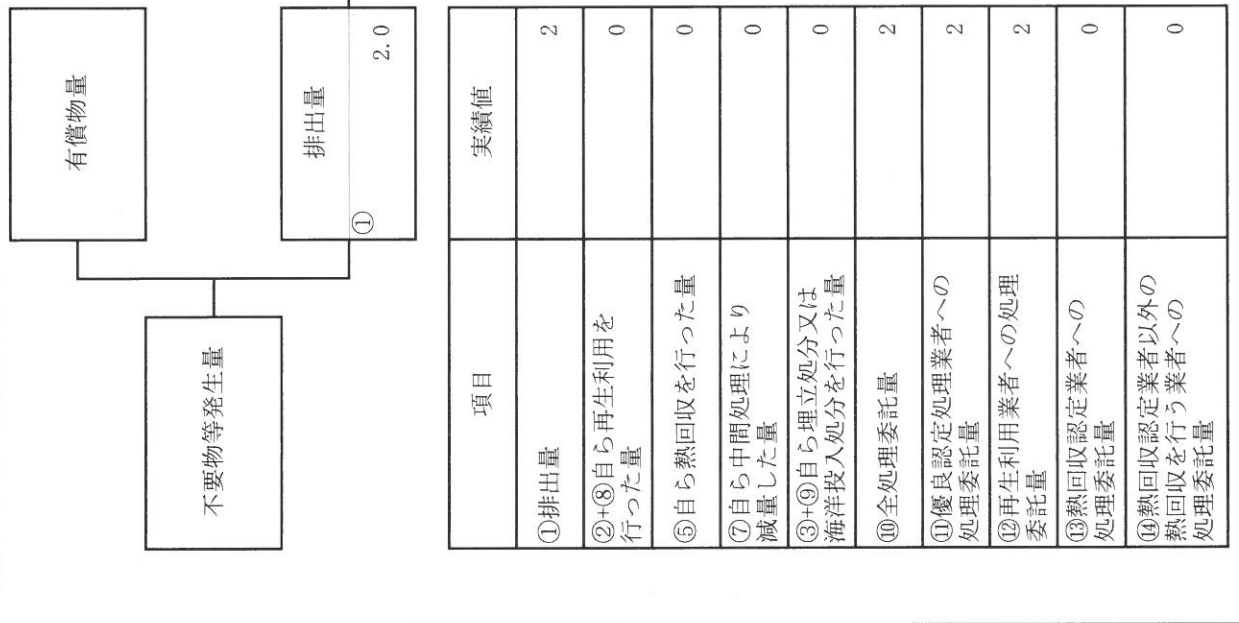 有償物量
不要物等発生量
排出量
①
2.0
項目
実績値
①排出量
2
②+⑧自ら再生利用を
行った量
0
⑤自ら熱回収を行った量
0
⑦自ら中間処理により
減量した量
0
③+⑨自ら埋立処分又は
海洋投入処分を行った量
0
⑩全処理委託量
2
⑪優良認定処理業者への
処理委託量
2
⑫再生利用業者への処理
委託量
2
⑬熱回収認定業者への
処理委託量
0
⑭熱回収認定業者以外の
熱回収を行う業者への
処理委託量
0